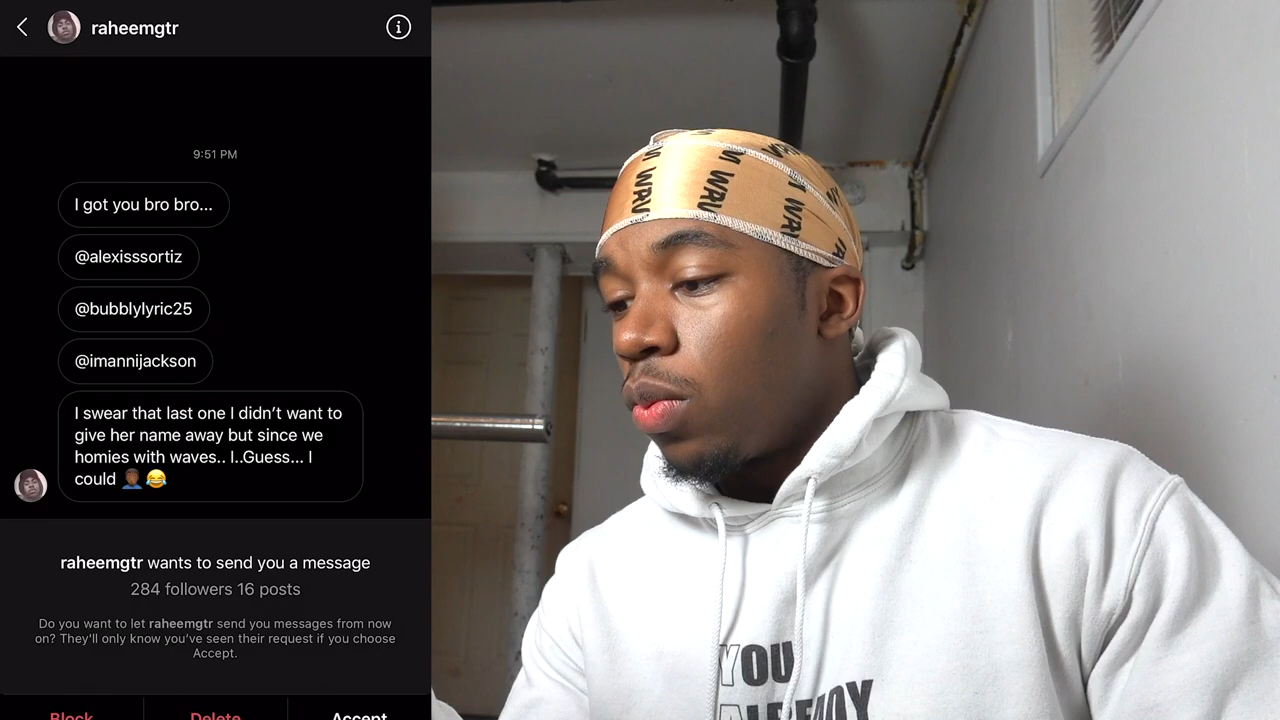 raheemgtr
9:51 PM
I got you bro bro...
@alexisssortiz
@bubblylyric25
@imannijackson
I swear that last one I didn’t want to
give her name away but since we
homies with waves.. I..Guess... I
could 🤦🏾‍♂️😂
raheemgtr wants to send you a message
284 followers 16 posts
Do you want to let raheemgtr send you messages from now
on? They'll only know you’ve seen their request if you choose
Accept.
Block Delete Accept
YOU